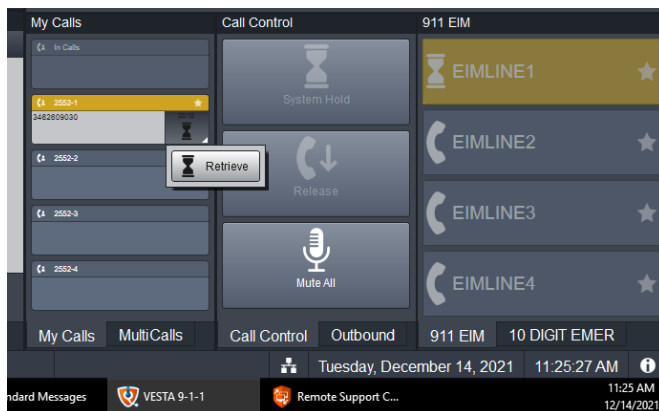 My Calls
Call Control
911 EIM
In Calls
2552-1
3462609030
2552-2
2552-3
2552-4
Retrieve
System Hold
Release
Mute All
EIMLINE1
EIMLINE2
EIMLINE3
EIMLINE4
My Calls MultiCalls
Call Control Outbound
911 EIM 10 DIGIT EMER
Tuesday, December 14, 2021 11:25:27 AM
ndard Messages
VESTA 9-1-1
Remote Support C...
11:25 AM
12/14/2021